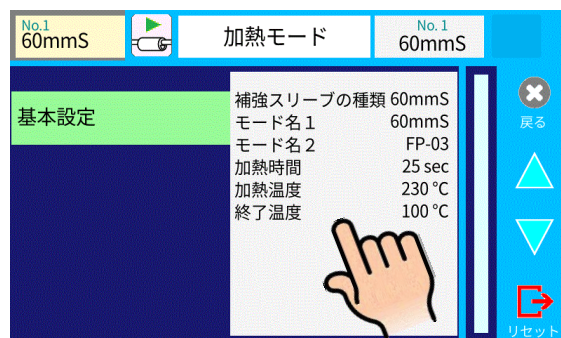 No.1
60mmS
加熱モード
No.1
60mmS
基本設定
補強スリーブの種類 60mmS
モード名1 60mmS
モード名2 FP-03
加熱時間 25 sec
加熱温度 230 °C
終了温度 100 °C
戻る
リセット